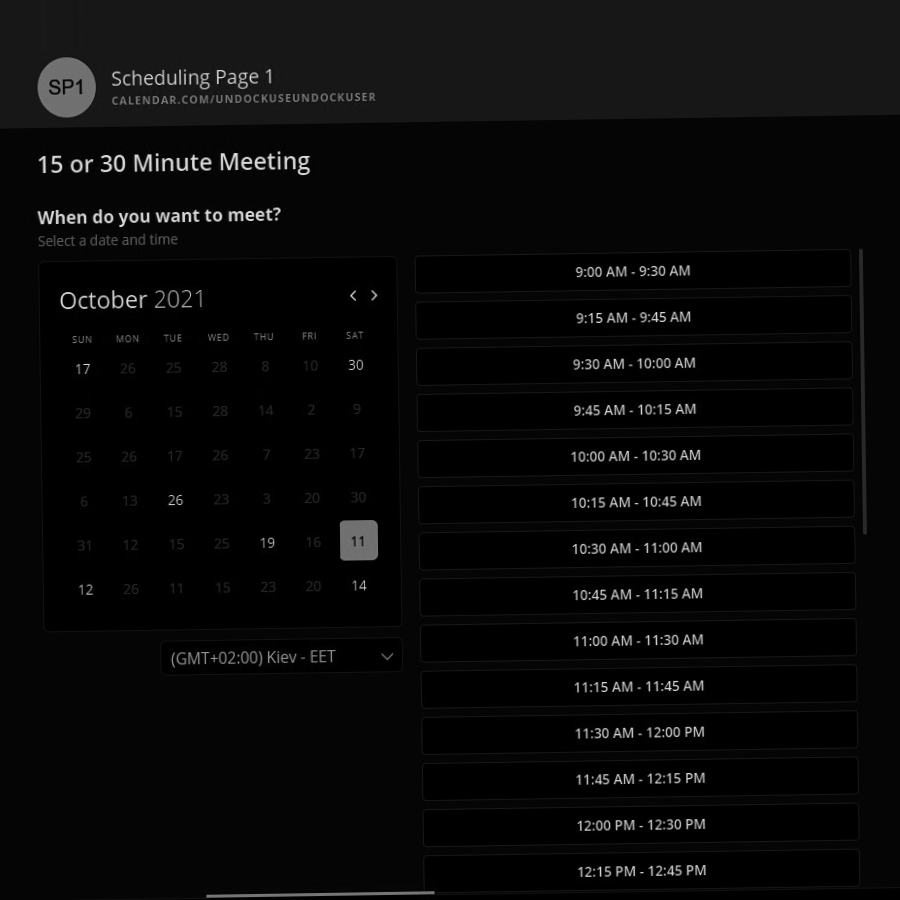 SP1
Scheduling Page 1
CALENDAR.COM/UNDOCKUSEUNDOCKUSER
15 or 30 Minute Meeting
When do you want to meet?
Select a date and time
October 2021
SUN MON TUE WED THU FRI SAT
17 26 25 28 8 10 30
29 6 15 28 14 2 9
25 26 17 26 7 23 17
6 13 26 23 3 20 30
31 12 15 25 19 16 11
12 26 11 15 23 20 14
(GMT+02:00) Kiev - EET
9:00 AM - 9:30 AM
9:15 AM - 9:45 AM
9:30 AM - 10:00 AM
9:45 AM - 10:15 AM
10:00 AM - 10:30 AM
10:15 AM - 10:45 AM
10:30 AM - 11:00 AM
10:45 AM - 11:15 AM
11:00 AM - 11:30 AM
11:15 AM - 11:45 AM
11:30 AM - 12:00 PM
11:45 AM - 12:15 PM
12:00 PM - 12:30 PM
12:15 PM - 12:45 PM